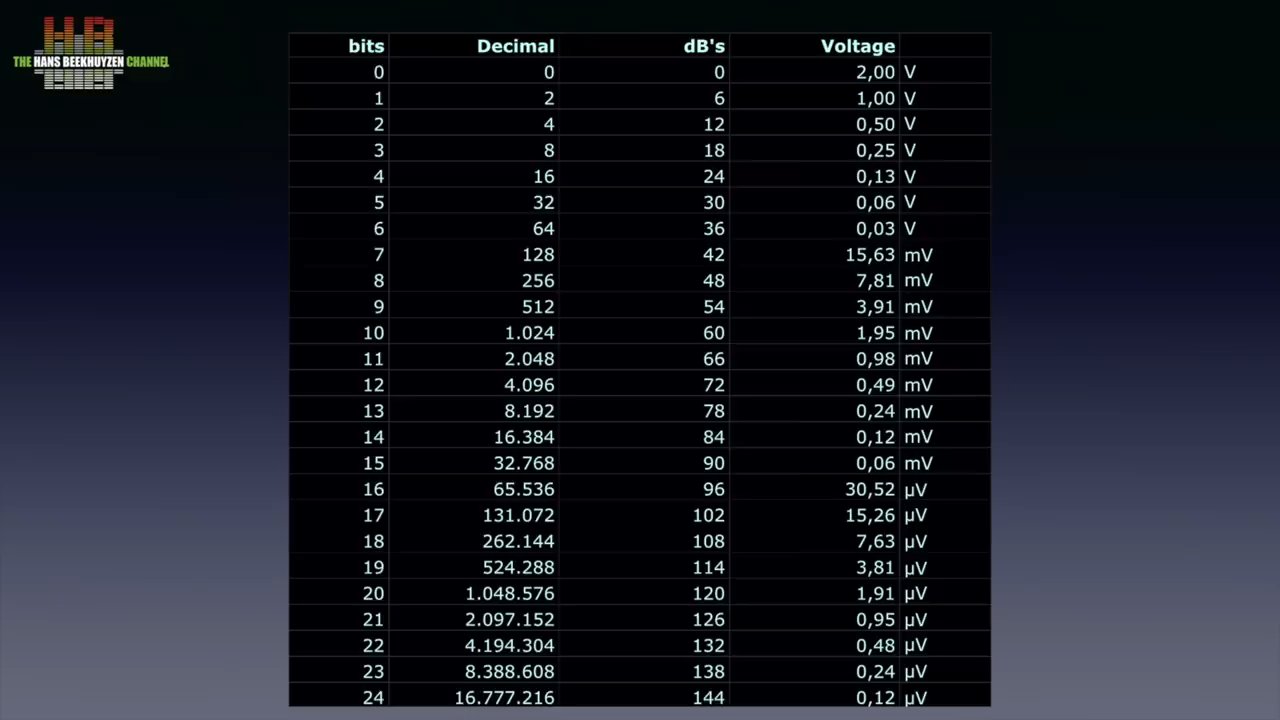 THE HANS BEEKHUYZEN CHANNEL
bits Decimal dB's Voltage
0 0 0 2,00 V
1 2 6 1,00 V
2 4 12 0,50 V
3 8 18 0,25 V
4 16 24 0,13 V
5 32 30 0,06 V
6 64 36 0,03 V
7 128 42 15,63 mV
8 256 48 7,81 mV
9 512 54 3,91 mV
10 1.024 60 1,95 mV
11 2.048 66 0,98 mV
12 4.096 72 0,49 mV
13 8.192 78 0,24 mV
14 16.384 84 0,12 mV
15 32.768 90 0,06 mV
16 65.536 96 30,52 µV
17 131.072 102 15,26 µV
18 262.144 108 7,63 µV
19 524.288 114 3,81 µV
20 1.048.576 120 1,91 µV
21 2.097.152 126 0,95 µV
22 4.194.304 132 0,48 µV
23 8.388.608 138 0,24 µV
24 16.777.216 144 0,12 µV